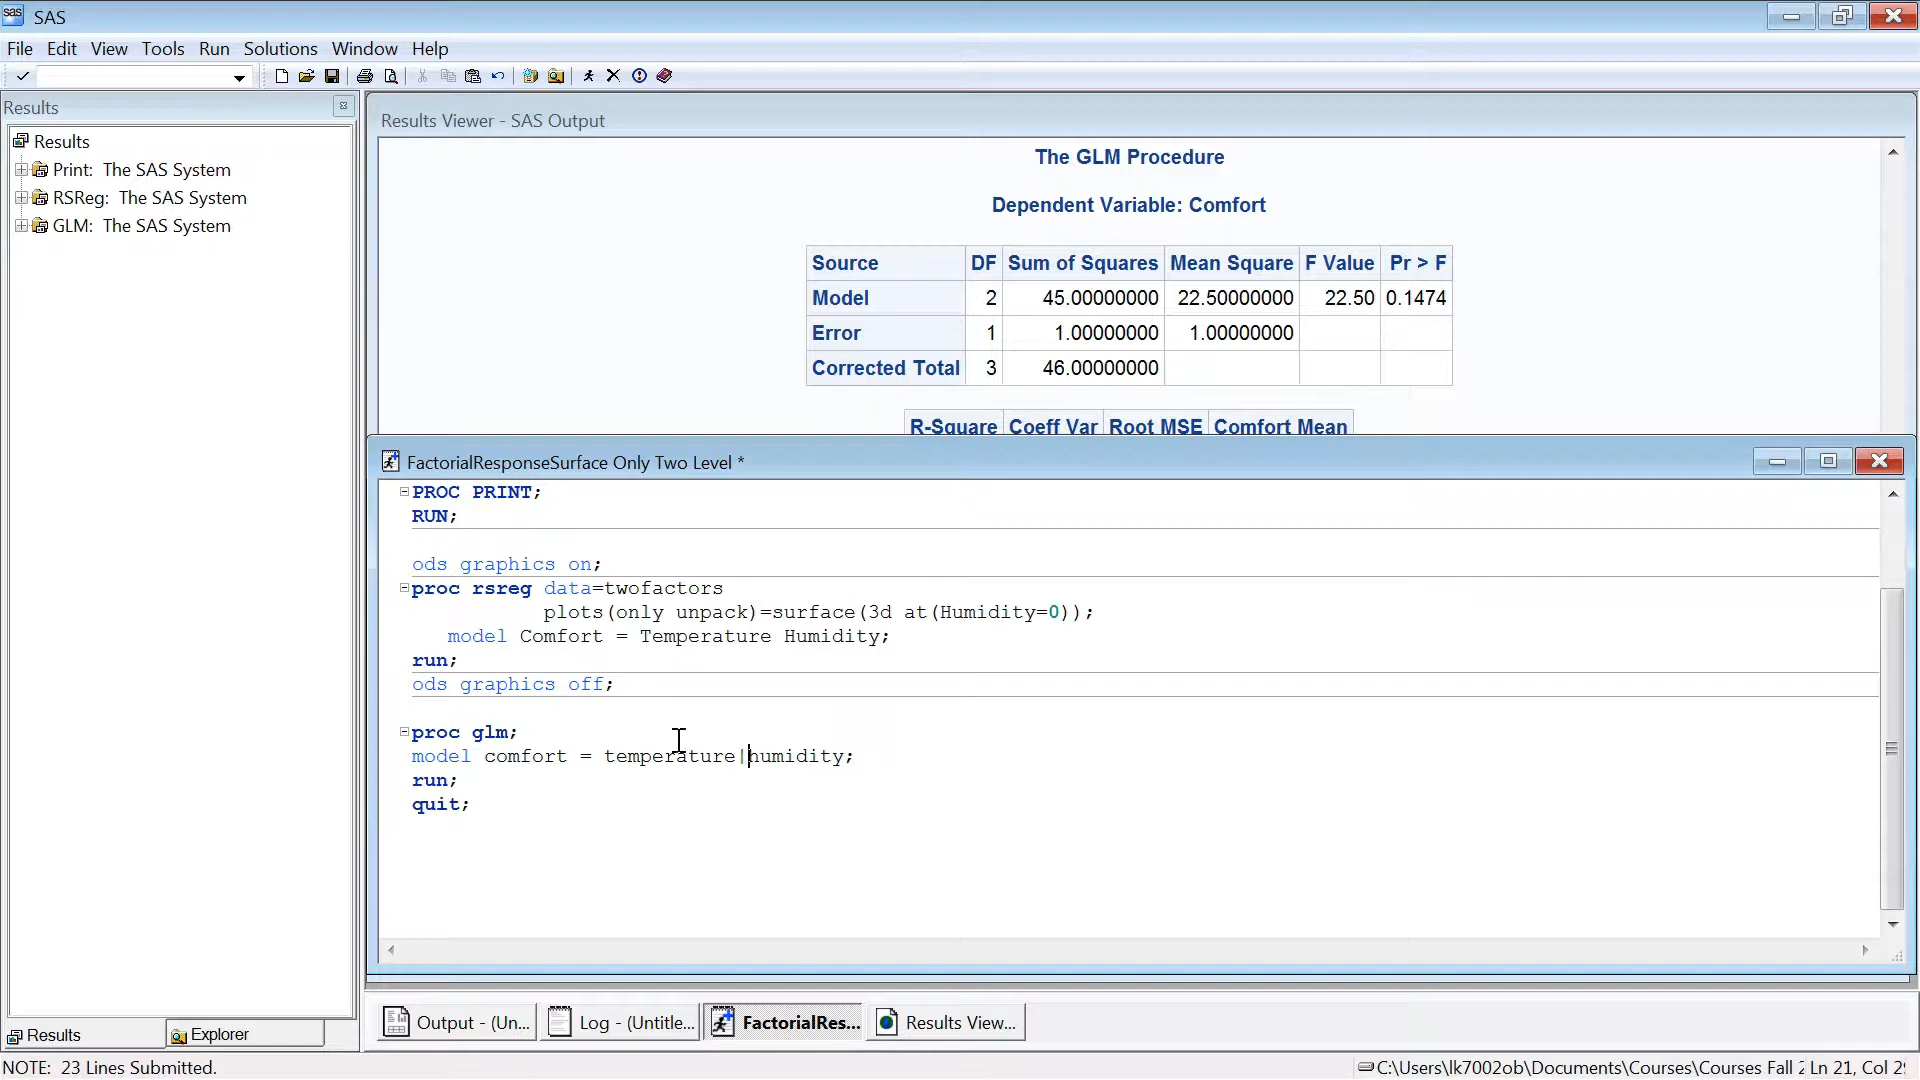 SAS
File Edit View Tools Run Solutions Window Help
Results
Results
Print: The SAS System
RSReg: The SAS System
GLM: The SAS System
Results Viewer - SAS Output
The GLM Procedure
Dependent Variable: Comfort
Source DF Sum of Squares Mean Square F Value Pr > F
Model 2 45.00000000 22.50000000 22.50 0.1474
Error 1 1.00000000 1.00000000
Corrected Total 3 46.00000000
R-Square Coeff Var Root MSE Comfort Mean
FactorialResponseSurface Only Two Level *
PROC PRINT;
RUN;
ods graphics on;
proc rsreg data=twofactors
plots(only unpack)=surface(3d at(Humidity=0));
model Comfort = Temperature Humidity;
run;
ods graphics off;
proc glm;
model comfort = temperature|humidity;
run;
quit;
Output - (Un... Log - (Untitle... FactorialRes... Results View...
Results Explorer
NOTE: 23 Lines Submitted. C:\Users\lk7002ob\Documents\Courses\Courses Fall 2 Ln 21, Col 2